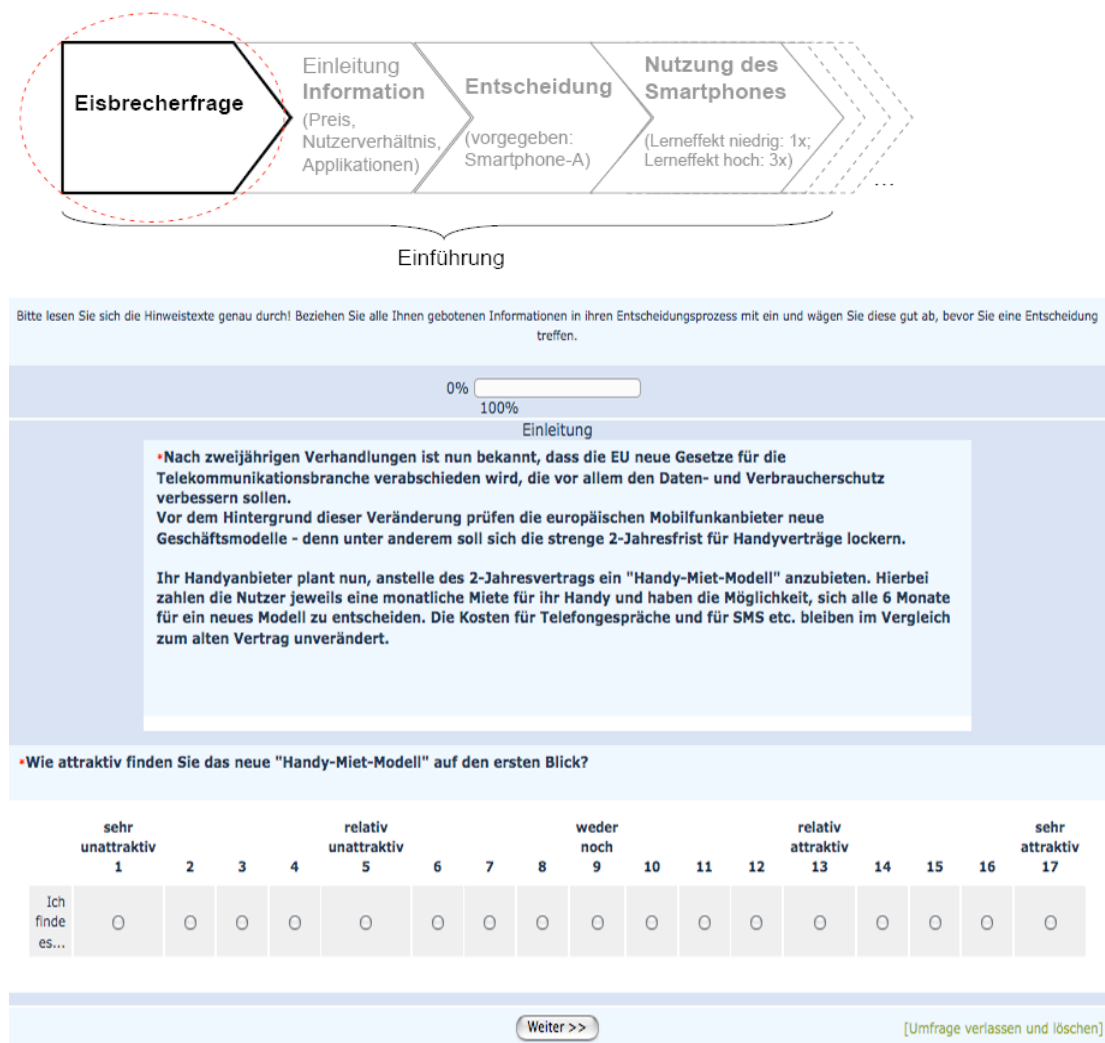 Eisbrecherfrage
Einleitung
Information
(Preis,
Nutzerverhältnis,
Applikationen)
Entscheidung
(vorgegeben:
Smartphone-A)
Nutzung des
Smartphones
(Lerneffekt niedrig: 1x;
Lerneffekt hoch: 3x)
...
Einführung
Bitte lesen Sie sich die Hinweistexte genau durch! Beziehen Sie alle Ihnen gebotenen Informationen in ihren Entscheidungsprozess mit ein und wägen Sie diese gut ab, bevor Sie eine Entscheidung
treffen.
0%
100%
Einleitung
*Nach zweijährigen Verhandlungen ist nun bekannt, dass die EU neue Gesetze für die
Telekommunikationsbranche verabschieden wird, die vor allem den Daten- und Verbraucherschutz
verbessern sollen.
Vor dem Hintergrund dieser Veränderung prüfen die europäischen Mobilfunkanbieter neue
Geschäftsmodelle - denn unter anderem soll sich die strenge 2-Jahresfrist für Handyverträge lockern.
Ihr Handyanbieter plant nun, anstelle des 2-Jahresvertrags ein "Handy-Miet-Modell" anzubieten. Hierbei
zahlen die Nutzer jeweils eine monatliche Miete für ihr Handy und haben die Möglichkeit, sich alle 6 Monate
für ein neues Modell zu entscheiden. Die Kosten für Telefongespräche und für SMS etc. bleiben im Vergleich
zum alten Vertrag unverändert.
*Wie attraktiv finden Sie das neue "Handy-Miet-Modell" auf den ersten Blick?
sehr relativ weder relativ sehr
unattraktiv unattraktiv noch attraktiv attraktiv
1 2 3 4 5 6 7 8 9 10 11 12 13 14 15 16 17
Ich
finde
es...
Weiter >> [Umfrage verlassen und löschen]